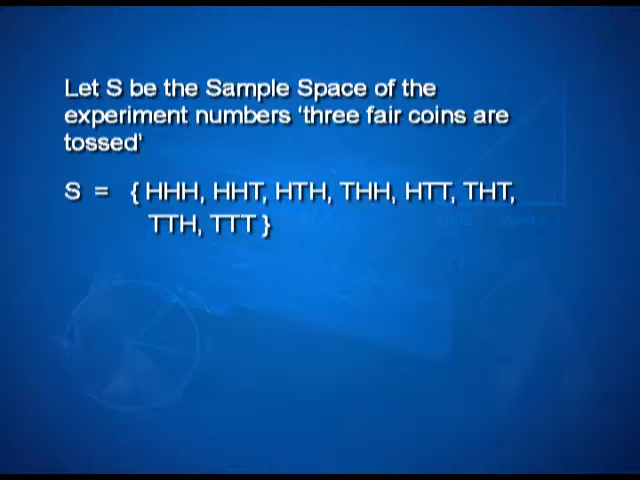 Let S be the Sample Space of the
experiment numbers ‘three fair coins are
tossed’
S = { HHH, HHT, HTH, THH, HTT, THT,
TTH, TTT }